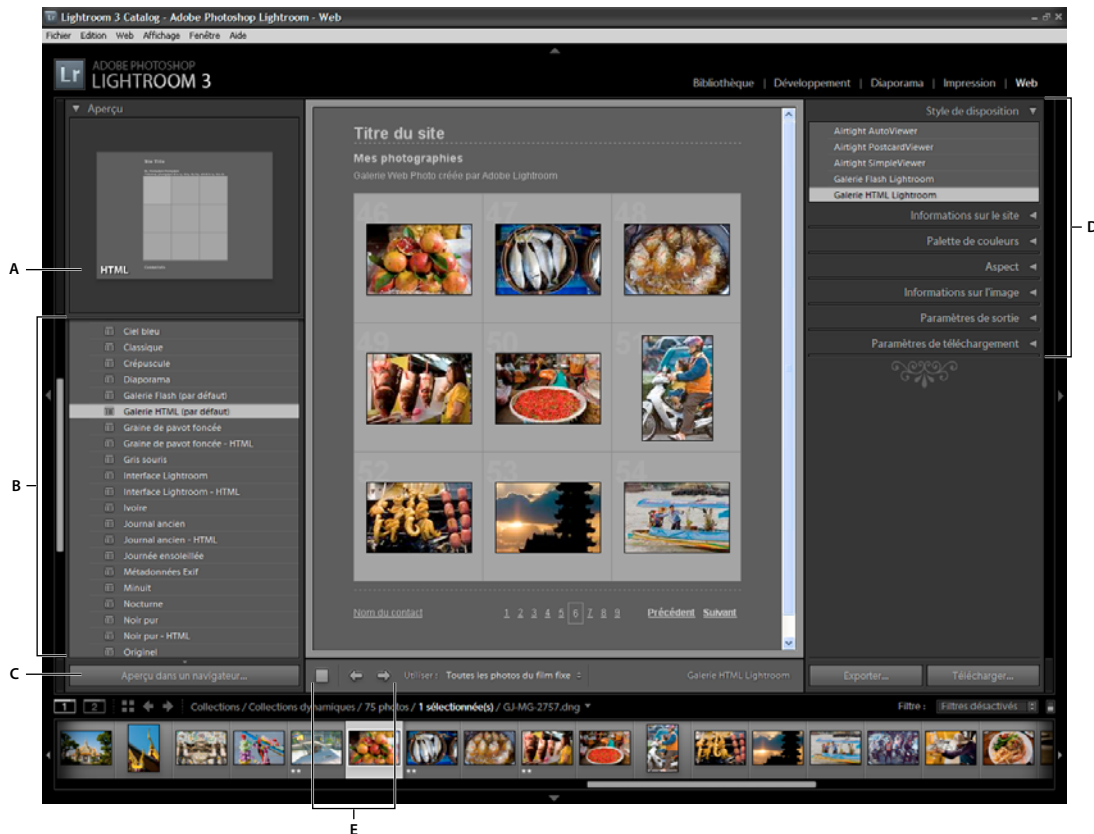 Lightroom 3 Catalog - Adobe Photoshop Lightroom - Web
Fichier Edition Web Affichage Fenêtre Aide
Lr
ADOBE PHOTOSHOP
LIGHTROOM 3
Bibliothèque | Développement | Diaporama | Impression | Web
Aperçu
Site Title
HTML
A
Ciel bleu
Classique
Crépuscule
Diaporama
Galerie Flash (par défaut)
Galerie HTML (par défaut)
Graine de pavot foncée
Graine de pavot foncée - HTML
Gris souris
Interface Lightroom
Interface Lightroom - HTML
Ivoire
Journal ancien
Journal ancien - HTML
Journée ensoleillée
Métadonnées Exif
Minuit
Nocturne
Noir pur
Noir pur - HTML
Originel
B
Aperçu dans un navigateur...
C
Titre du site
Mes photographies
Galerie Web Photo créée par Adobe Lightroom
46 47 48
49 50 51
52 53 54
Nom du contact
1 2 3 4 5 6 7 8 9
Précédent Suivant
Utiliser : Toutes les photos du film fixe
Galerie HTML Lightroom
Style de disposition
Airtight AutoViewer
Airtight PostcardViewer
Airtight SimpleViewer
Galerie Flash Lightroom
Galerie HTML Lightroom
Informations sur le site
Palette de couleurs
Aspect
Informations sur l'image
Paramètres de sortie
Paramètres de téléchargement
D
Exporter...
Télécharger...
1 2
Collections / Collections dynamiques / 75 photos / 1 sélectionnée(s) / GJ-MG-2757.dng
Filtre : Filtres désactivés
E